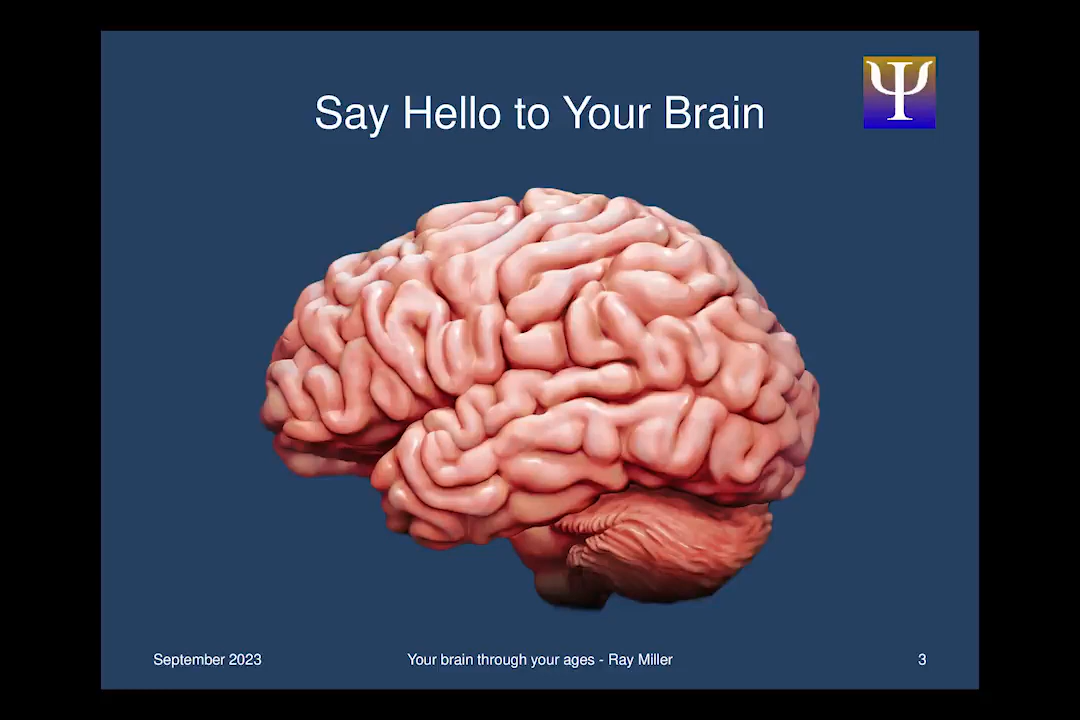 Say Hello to Your Brain
Ψ
September 2023
Your brain through your ages - Ray Miller
3